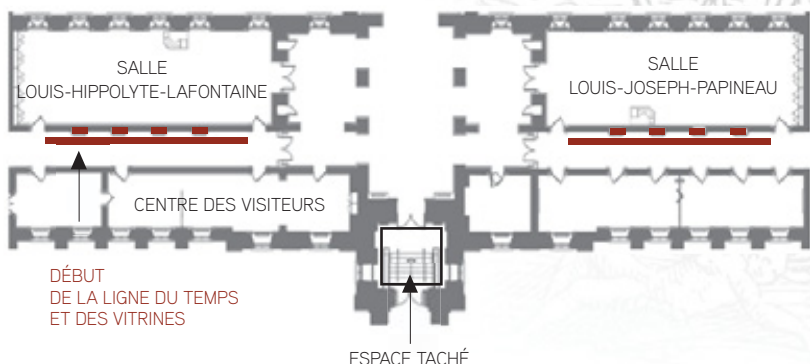 SALLE
LOUIS-HIPPOLYTE-LAFONTAINE
SALLE
LOUIS-JOSEPH-PAPINEAU
CENTRE DES VISITEURS
DÉBUT
DE LA LIGNE DU TEMPS
ET DES VITRINES
ESPACE TACHÉ